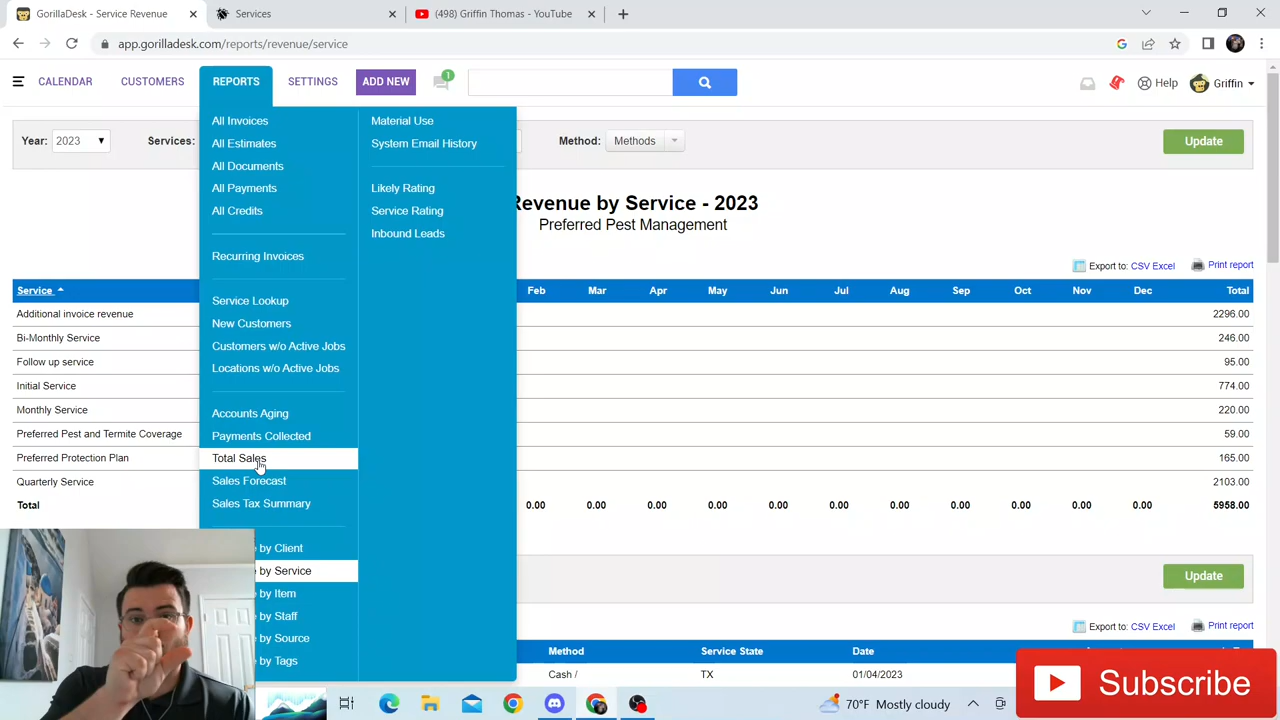 GorillaDesk - Service Revenue
Services
(498) Griffin Thomas - YouTube
app.gorilladesk.com/reports/revenue/service
CALENDAR
CUSTOMERS
REPORTS
SETTINGS
ADD NEW
1
Help
Griffin
Year:
2023
Services:
Method:
Methods
Update
All Invoices
All Estimates
All Documents
All Payments
All Credits
Recurring Invoices
Service Lookup
New Customers
Customers w/o Active Jobs
Locations w/o Active Jobs
Accounts Aging
Payments Collected
Total Sales
Sales Forecast
Sales Tax Summary
by Client
by Service
by Item
by Staff
by Source
by Tags
Material Use
System Email History
Likely Rating
Service Rating
Inbound Leads
Revenue by Service - 2023
Preferred Pest Management
Export to: CSV Excel
Print report
Service Feb Mar Apr May Jun Jul Aug Sep Oct Nov Dec Total
Additional invoice revenue 2296.00
Bi-Monthly Service 246.00
Follow up service 95.00
Initial Service 774.00
Monthly Service 220.00
Preferred Pest and Termite Coverage 59.00
Preferred Protection Plan 165.00
Quarterly Service 2103.00
Total 0.00 0.00 0.00 0.00 0.00 0.00 0.00 0.00 0.00 0.00 0.00 5958.00
Update
Export to: CSV Excel
Print report
Method Service State Date
Cash / TX 01/04/2023
Subscribe
70°F Mostly cloudy